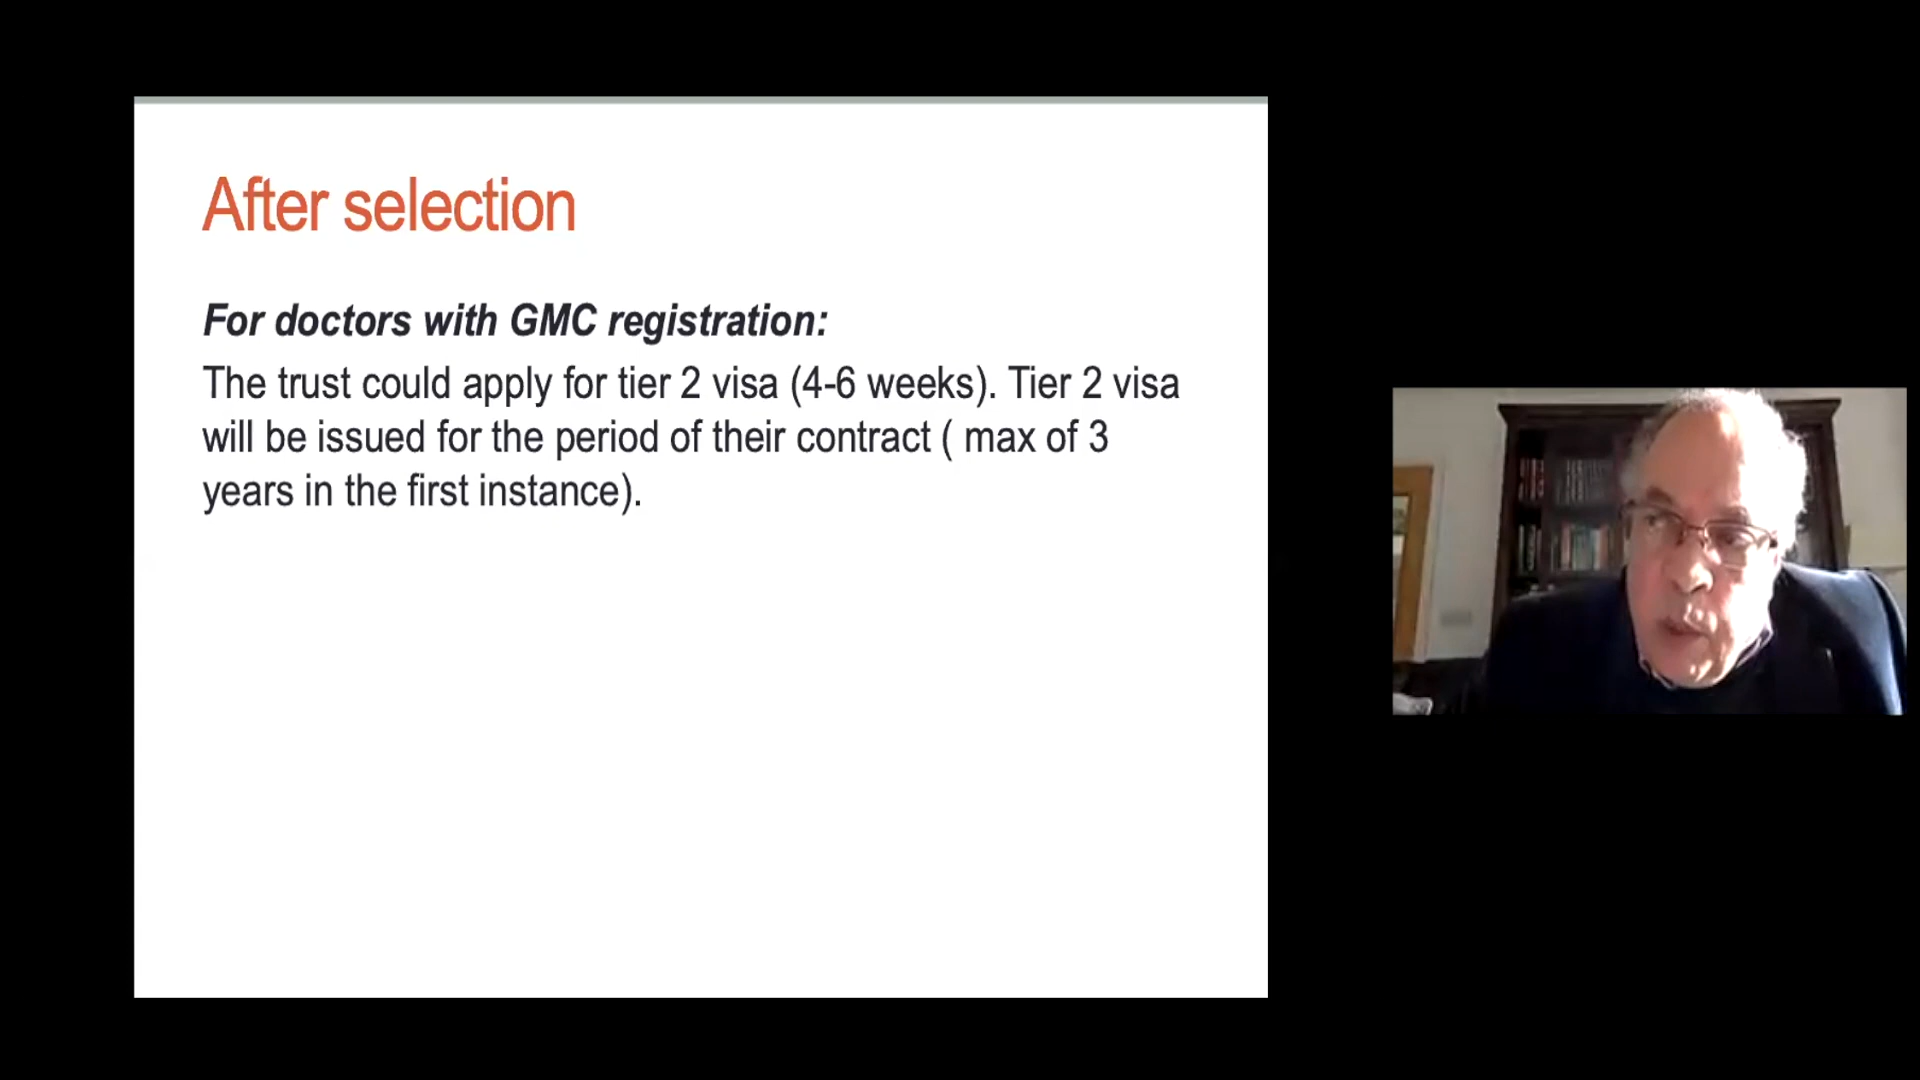 After selection
For doctors with GMC registration:
The trust could apply for tier 2 visa (4-6 weeks). Tier 2 visa
will be issued for the period of their contract ( max of 3
years in the first instance).